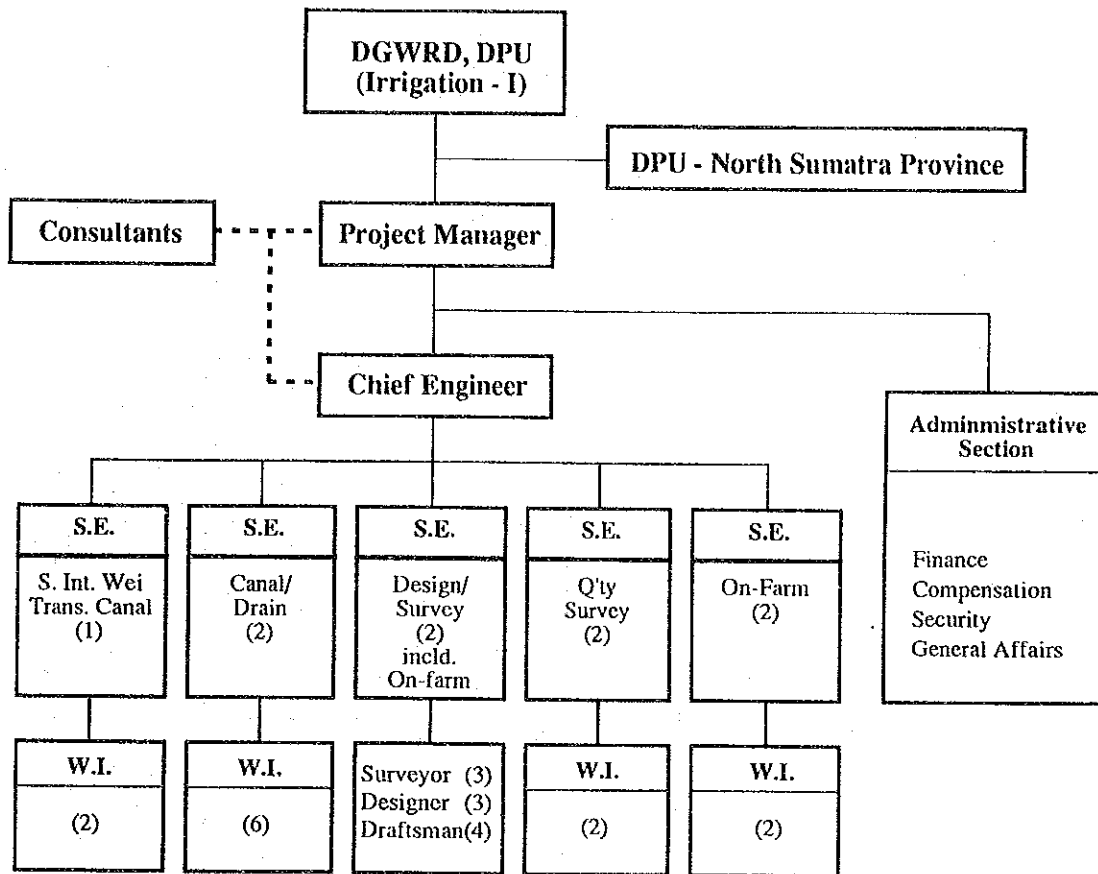 DGWRD, DPU
(Irrigation - I)
DPU - North Sumatra Province
Consultants
Project Manager
Chief Engineer
Adminmistrative
Section
Finance
Compensation
Security
General Affairs
S.E.
S. Int. Wei
Trans. Canal
(1)
S.E.
Canal/
Drain
(2)
S.E.
Design/
Survey
(2)
incld.
On-farm
S.E.
Q'ty
Survey
(2)
S.E.
On-Farm
(2)
W.I.
(2)
W.I.
(6)
Surveyor (3)
Designer (3)
Draftsman(4)
W.I.
(2)
W.I.
(2)